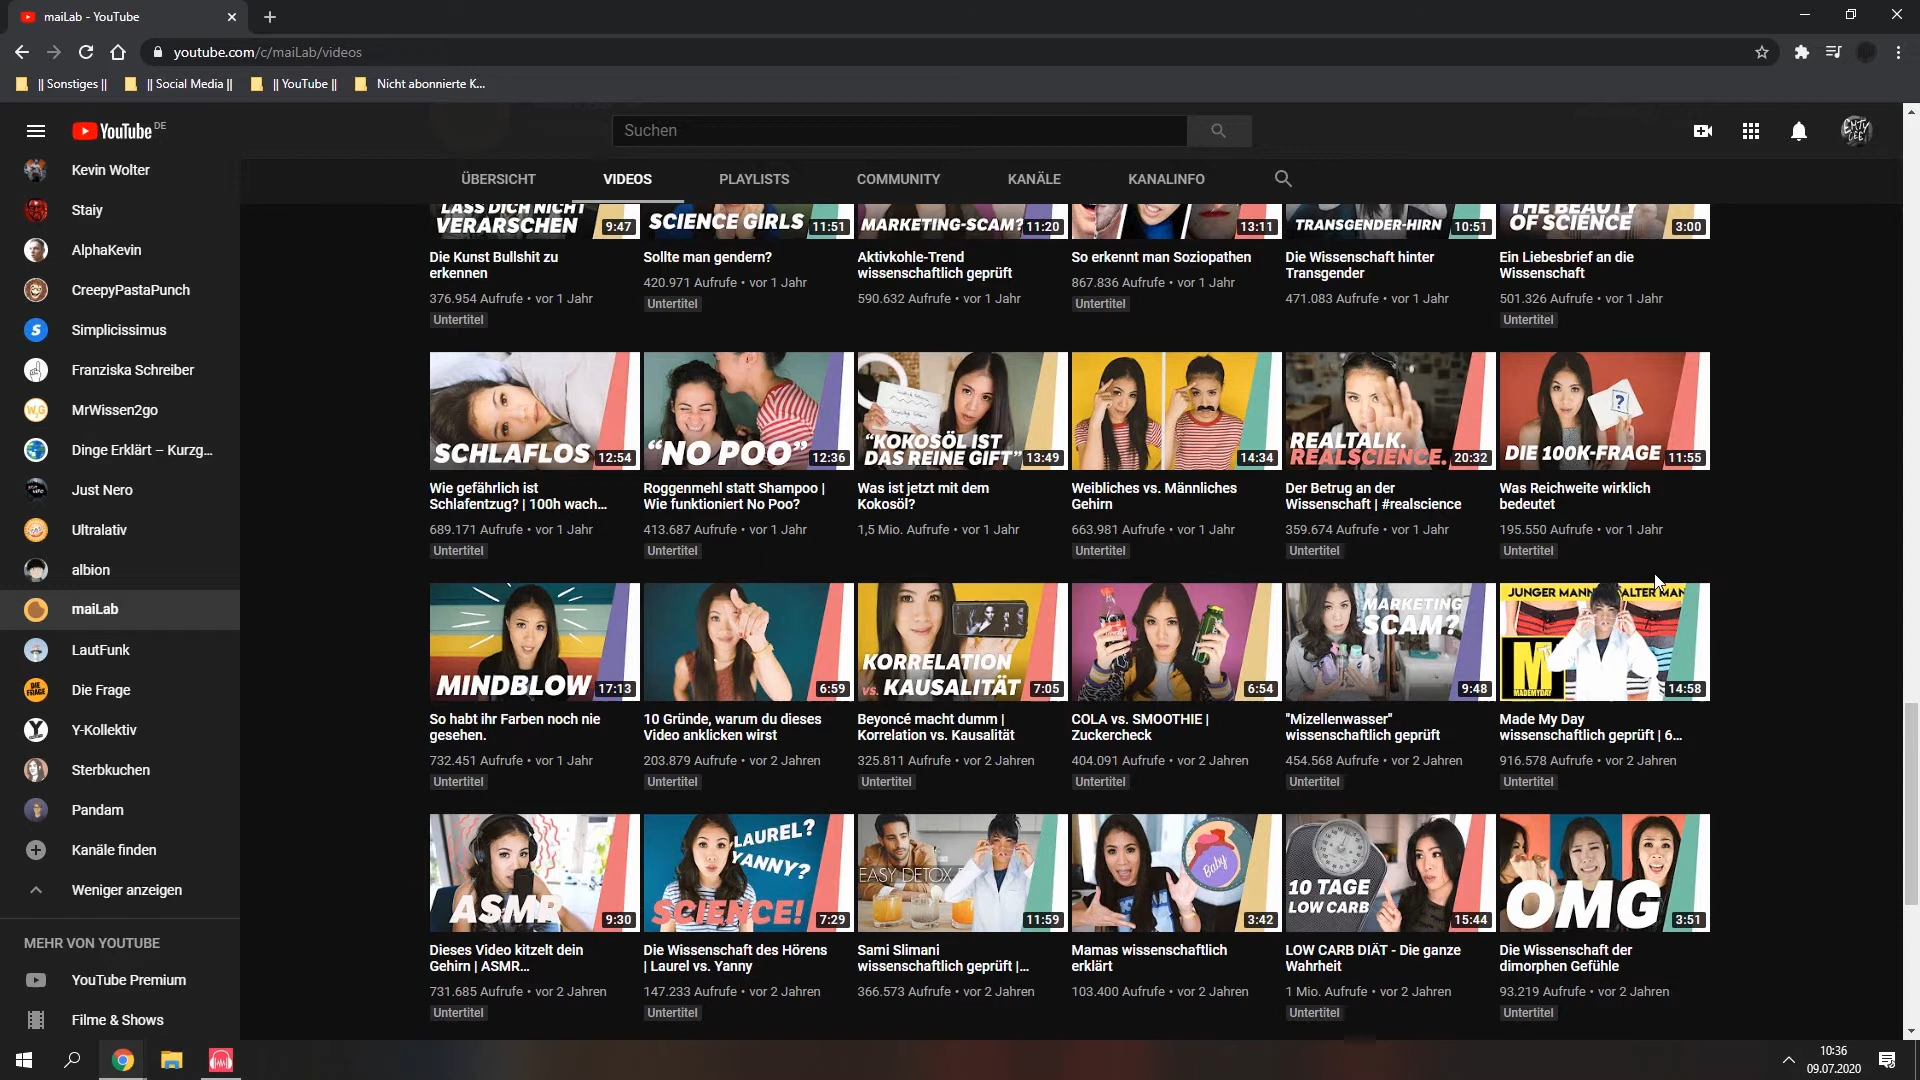 maiLab - YouTube
youtube.com/c/maiLab/videos
|| Sonstiges ||
|| Social Media ||
|| YouTube ||
Nicht abonnierte K...
YouTube DE
Suchen
Kevin Wolter
Staiy
AlphaKevin
CreepyPastaPunch
Simplicissimus
Franziska Schreiber
MrWissen2go
Dinge Erklärt – Kurzg...
Just Nero
Ultralativ
albion
maiLab
LautFunk
Die Frage
Y-Kollektiv
Sterbkuchen
Pandam
Kanäle finden
Weniger anzeigen
MEHR VON YOUTUBE
YouTube Premium
Filme & Shows
ÜBERSICHT
VIDEOS
PLAYLISTS
COMMUNITY
KANÄLE
KANALINFO
LASS DICH NICHT
VERARSCHEN
9:47
Die Kunst Bullshit zu
erkennen
376.954 Aufrufe • vor 1 Jahr
Untertitel
SCIENCE GIRLS
11:51
Sollte man gendern?
420.971 Aufrufe • vor 1 Jahr
Untertitel
MARKETING-SCAM?
11:20
Aktivkohle-Trend
wissenschaftlich geprüft
590.632 Aufrufe • vor 1 Jahr
13:11
So erkennt man Soziopathen
867.836 Aufrufe • vor 1 Jahr
Untertitel
TRANSGENDER-HIRN
10:51
Die Wissenschaft hinter
Transgender
471.083 Aufrufe • vor 1 Jahr
THE BEAUTY
OF SCIENCE
3:00
Ein Liebesbrief an die
Wissenschaft
501.326 Aufrufe • vor 1 Jahr
Untertitel
SCHLAFLOS
12:54
Wie gefährlich ist
Schlafentzug? | 100h wach...
689.171 Aufrufe • vor 1 Jahr
Untertitel
“NO POO”
12:36
Roggenmehl statt Shampoo |
Wie funktioniert No Poo?
413.687 Aufrufe • vor 1 Jahr
Untertitel
“KOKOSÖL IST
DAS REINE GIFT”
13:49
Was ist jetzt mit dem
Kokosöl?
1,5 Mio. Aufrufe • vor 1 Jahr
14:34
Weibliches vs. Männliches
Gehirn
663.981 Aufrufe • vor 1 Jahr
Untertitel
REALTALK.
REALSCIENCE.
20:32
Der Betrug an der
Wissenschaft | #realscience
359.674 Aufrufe • vor 1 Jahr
Untertitel
?
DIE 100K-FRAGE
11:55
Was Reichweite wirklich
bedeutet
195.550 Aufrufe • vor 1 Jahr
Untertitel
MINDBLOW
17:13
So habt ihr Farben noch nie
gesehen.
732.451 Aufrufe • vor 1 Jahr
Untertitel
6:59
10 Gründe, warum du dieses
Video anklicken wirst
203.879 Aufrufe • vor 2 Jahren
Untertitel
KORRELATION
vs. KAUSALITÄT
7:05
Beyoncé macht dumm |
Korrelation vs. Kausalität
325.811 Aufrufe • vor 2 Jahren
Untertitel
6:54
COLA vs. SMOOTHIE |
Zuckercheck
404.091 Aufrufe • vor 2 Jahren
Untertitel
MARKETING
SCAM?
9:48
"Mizellenwasser"
wissenschaftlich geprüft
454.568 Aufrufe • vor 2 Jahren
Untertitel
JUNGER MANN ALTER MAN
M
MADEMYDAY
14:58
Made My Day
wissenschaftlich geprüft | 6...
916.578 Aufrufe • vor 2 Jahren
Untertitel
ASMR
9:30
Dieses Video kitzelt dein
Gehirn | ASMR...
731.685 Aufrufe • vor 2 Jahren
Untertitel
LAUREL?
YANNY?
SCIENCE!
7:29
Die Wissenschaft des Hörens
| Laurel vs. Yanny
147.233 Aufrufe • vor 2 Jahren
Untertitel
EASY DETOX
11:59
Sami Slimani
wissenschaftlich geprüft |...
366.573 Aufrufe • vor 2 Jahren
Baby
3:42
Mamas wissenschaftlich
erklärt
103.400 Aufrufe • vor 2 Jahren
10 TAGE
LOW CARB
15:44
LOW CARB DIÄT - Die ganze
Wahrheit
1 Mio. Aufrufe • vor 2 Jahren
Untertitel
OMG
3:51
Die Wissenschaft der
dimorphen Gefühle
93.219 Aufrufe • vor 2 Jahren
Untertitel
10:36
09.07.2020